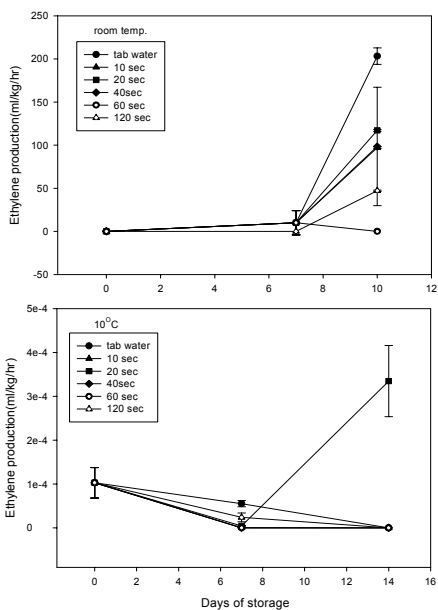 room temp.
tab water
10 sec
20 sec
40sec
60 sec
120 sec
Ethylene production(ml/kg/hr)
250
200
150
100
50
0
-50
0 2 4 6 8 10 12
10°C
tab water
10 sec
20 sec
40sec
60 sec
120 sec
Ethylene production(ml/kg/hr)
5e-4
4e-4
3e-4
2e-4
1e-4
0
0 2 4 6 8 10 12 14 16
Days of storage